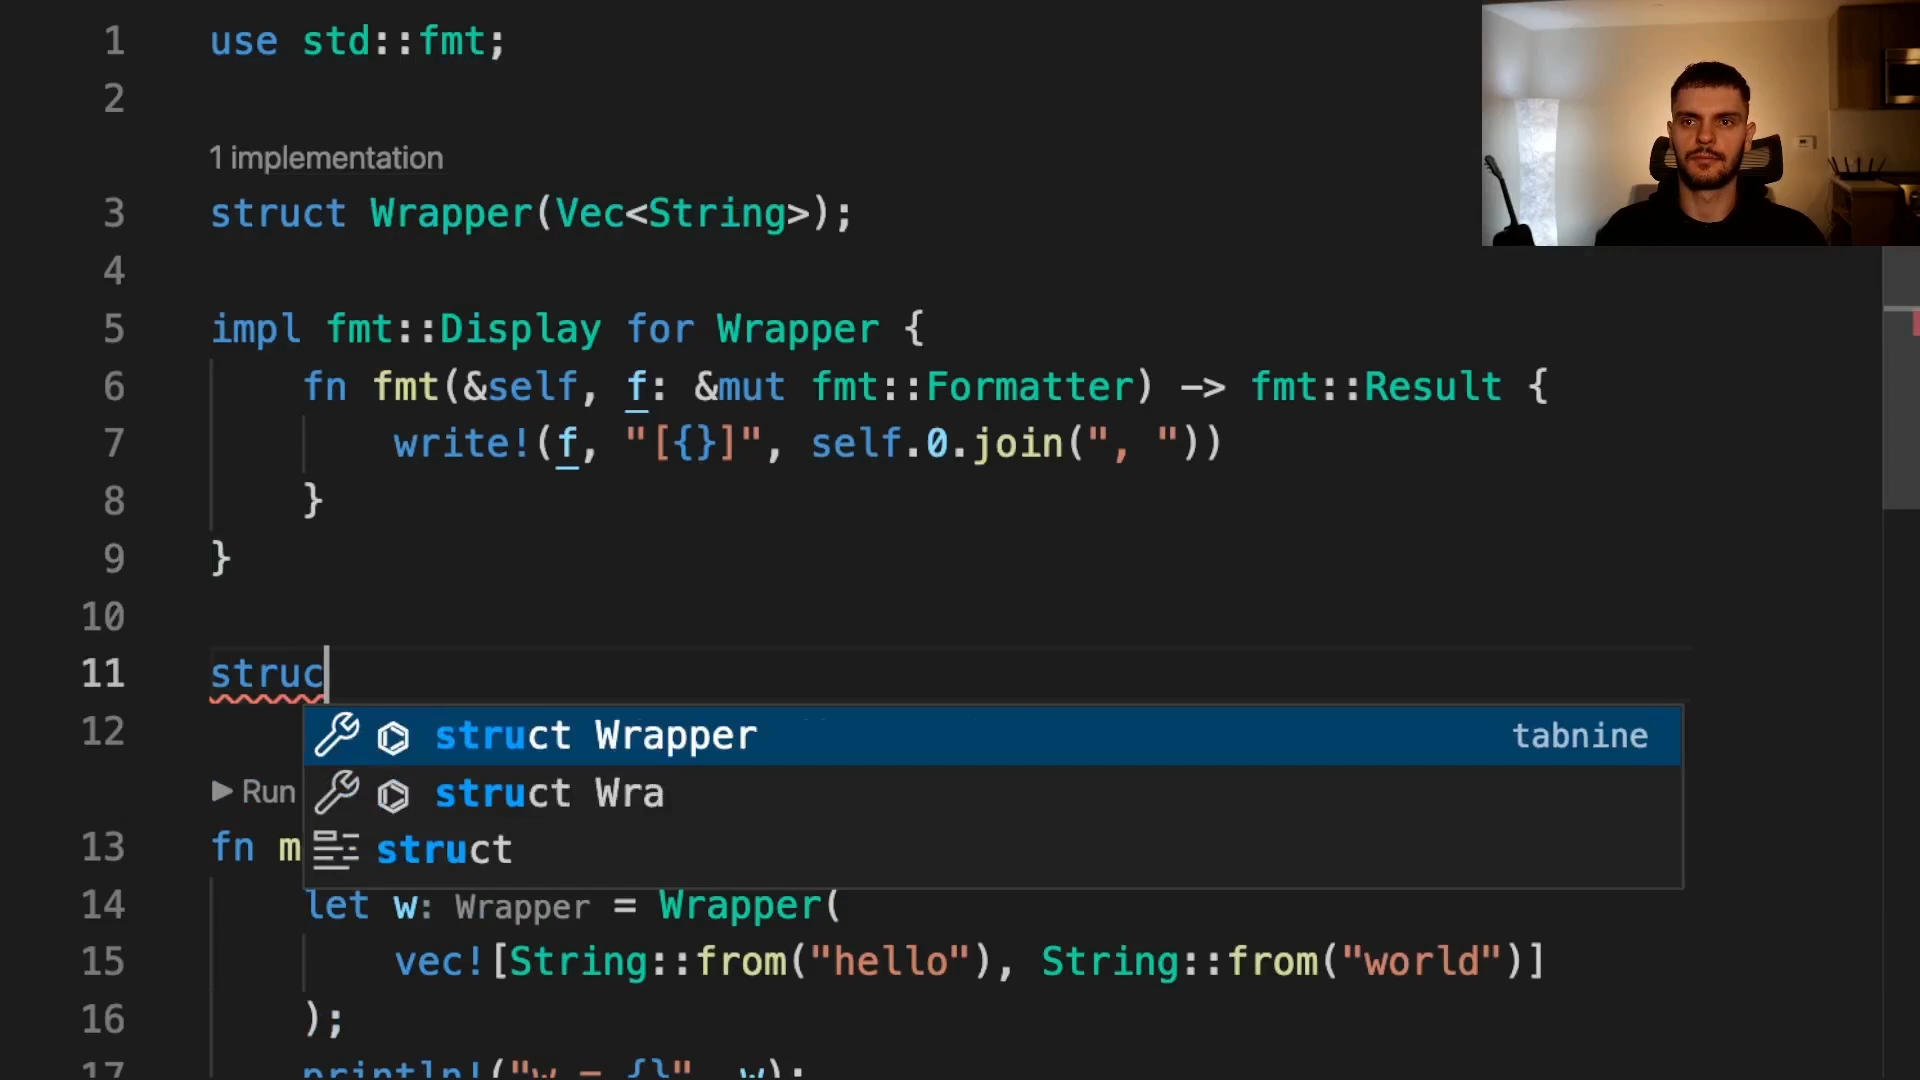 1 use std::fmt;
2
1 implementation
3 struct Wrapper(Vec<String>);
4
5 impl fmt::Display for Wrapper {
6 fn fmt(&self, f: &mut fmt::Formatter) -> fmt::Result {
7 write!(f, "[{}]", self.0.join(", "))
8 }
9 }
10
11 struc
12
struct Wrapper tabnine
Run
struct Wra
13 fn m
struct
14 let w: Wrapper = Wrapper(
15 vec![String::from("hello"), String::from("world")]
16 );
17 println!("w = {}", w);